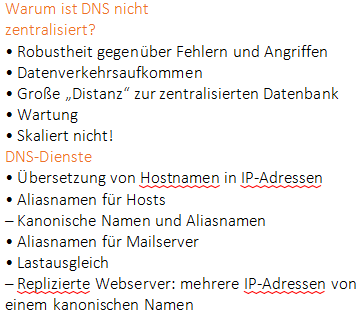 Warum ist DNS nicht
zentralisiert?
• Robustheit gegenüber Fehlern und Angriffen
• Datenverkehrsaufkommen
• Große „Distanz“ zur zentralisierten Datenbank
• Wartung
• Skaliert nicht!
DNS-Dienste
• Übersetzung von Hostnamen in IP-Adressen
• Aliasnamen für Hosts
– Kanonische Namen und Aliasnamen
• Aliasnamen für Mailserver
• Lastausgleich
– Replizierte Webserver: mehrere IP-Adressen von
einem kanonischen Namen